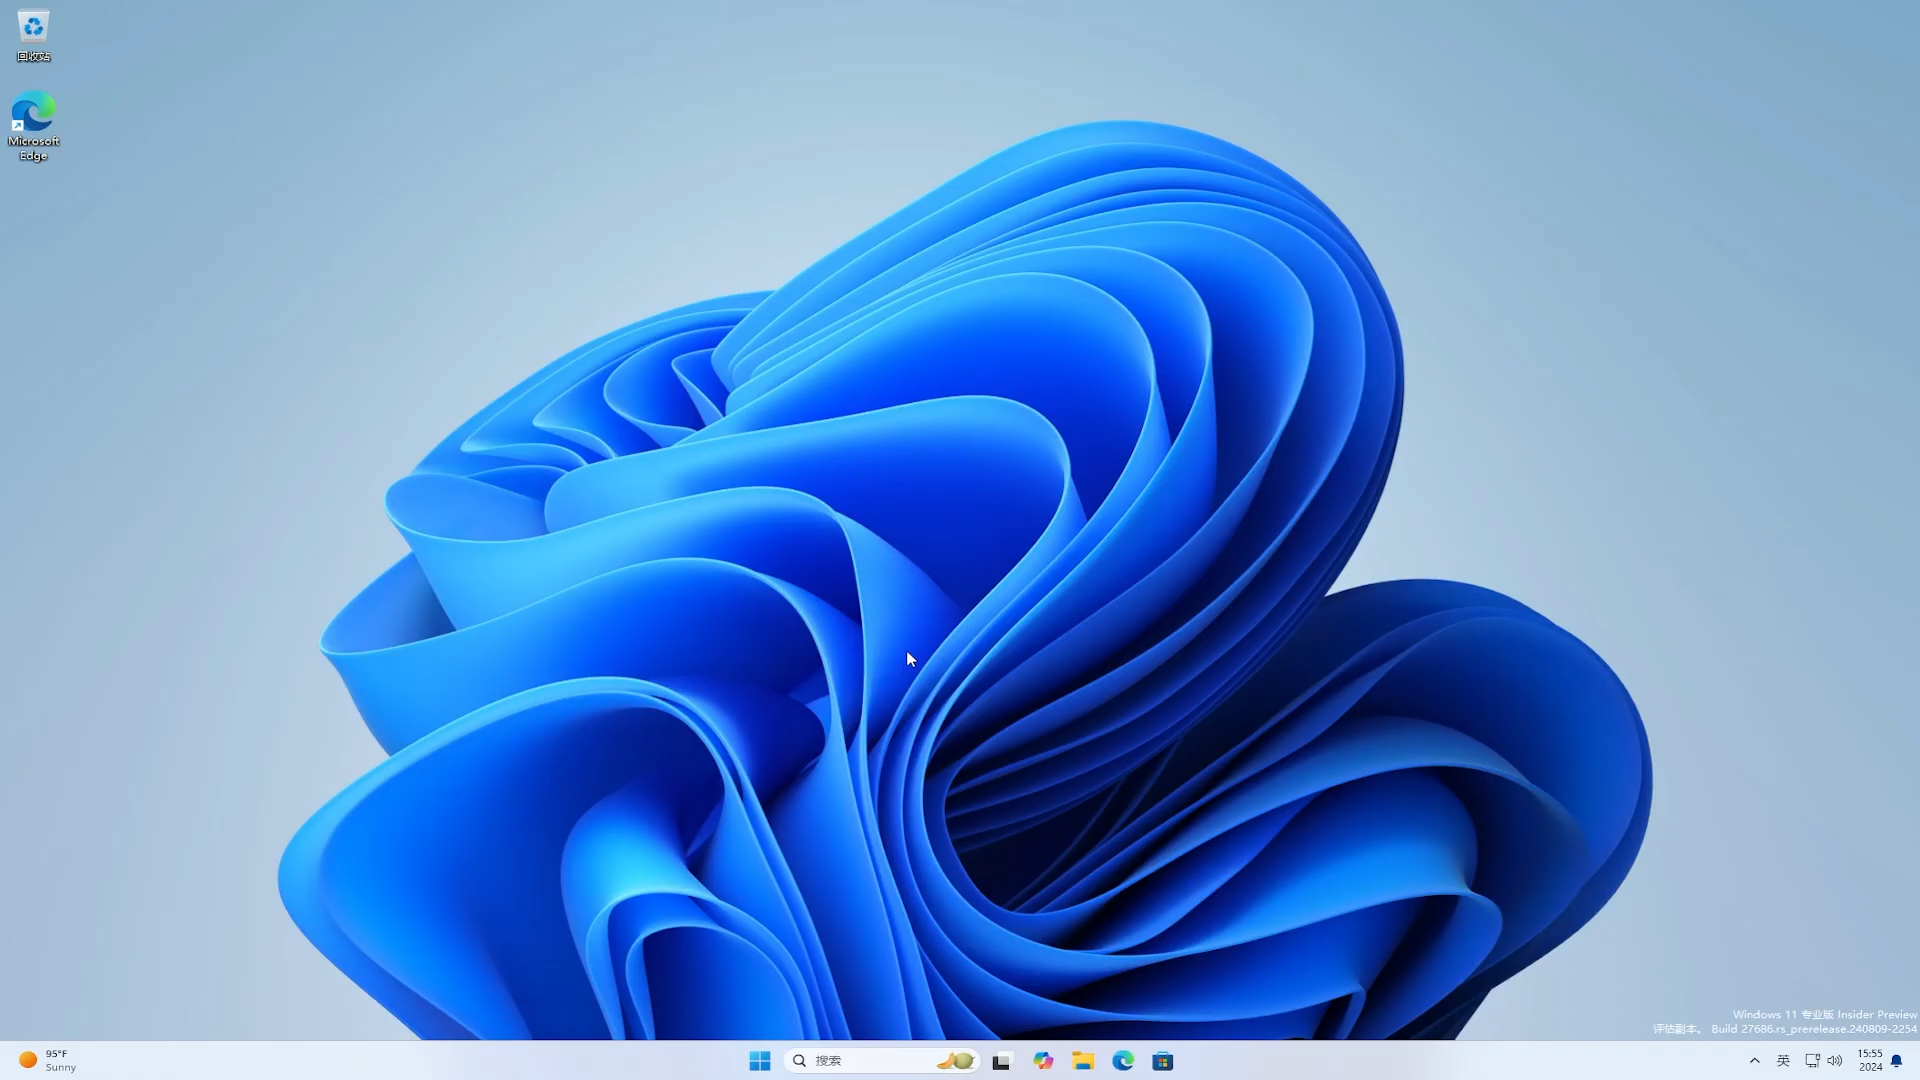 回收站
Microsoft
Edge
Windows 11 专业版 Insider Preview
评估副本。 Build 27686.rs_prerelease.240809-2254
95°F
Sunny
搜索
英
15:55
2024